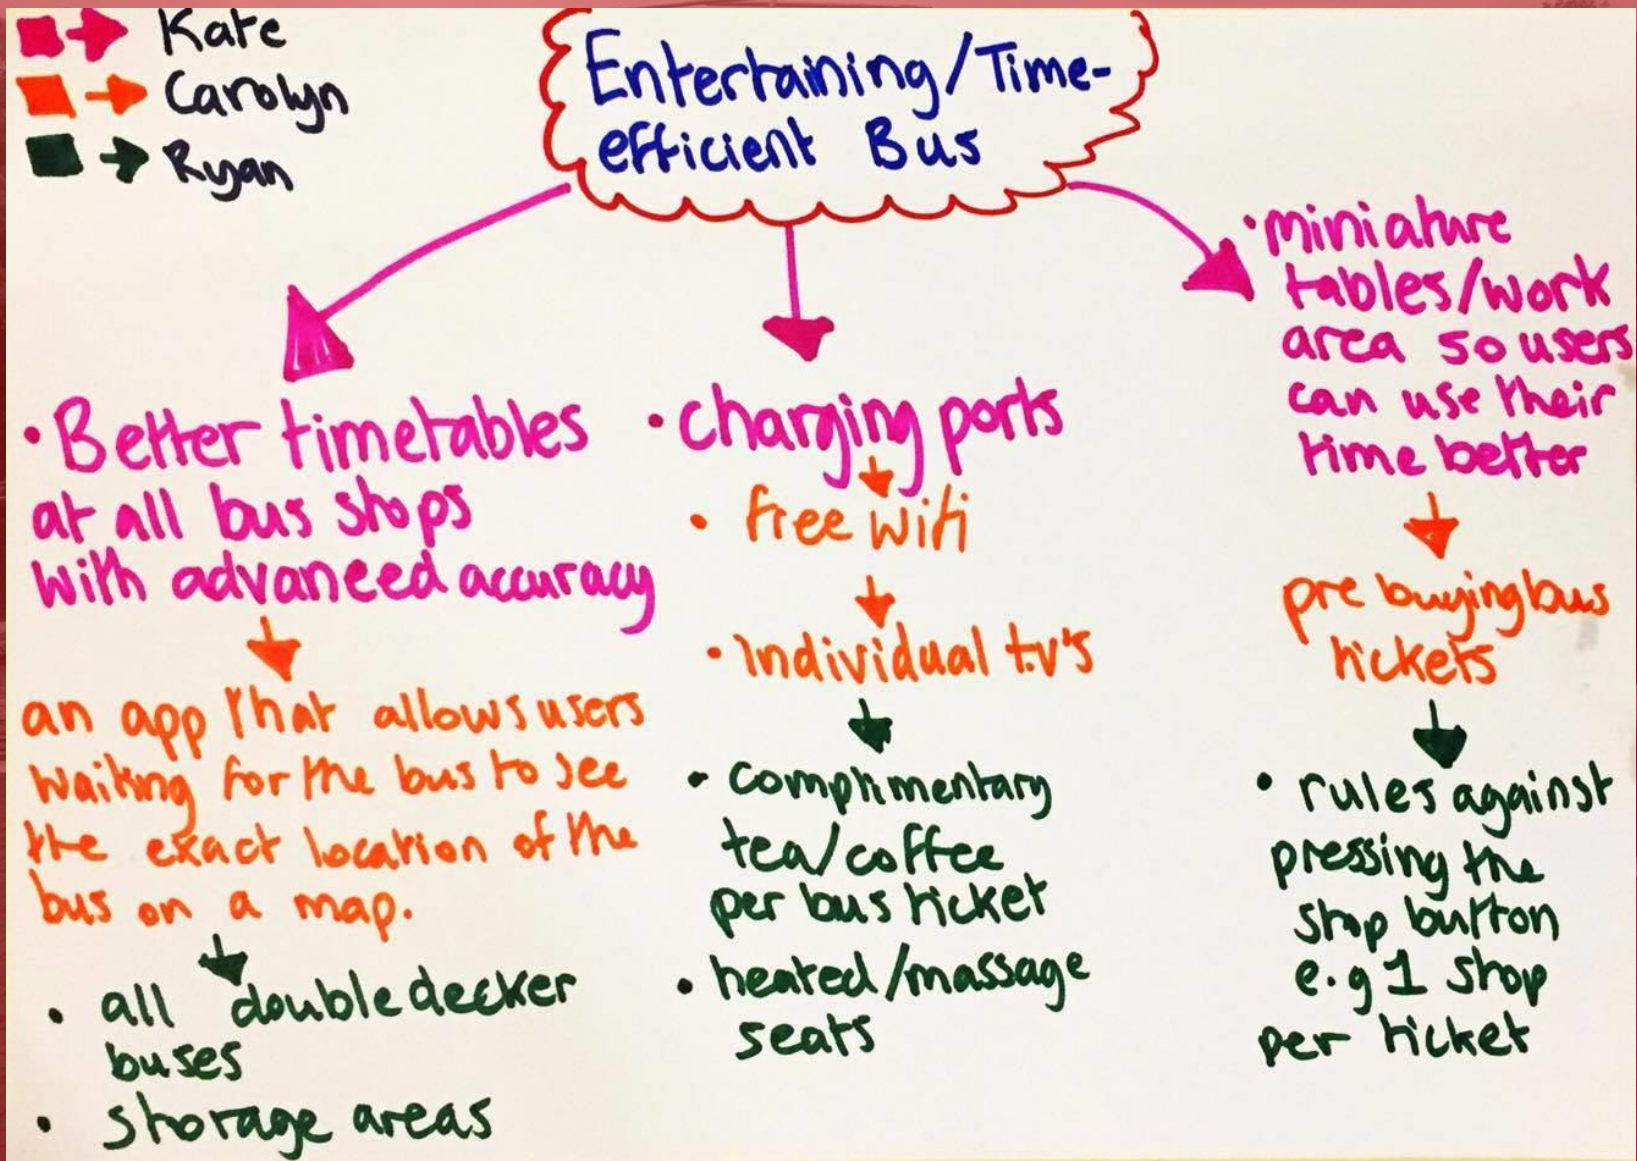 Kate
Carolyn
Ryan
Entertaining/Time-
efficient Bus
• Better timetables
at all bus stops
with advanced accuracy
an app that allows users
waiting for the bus to see
the exact location of the
bus on a map.
• all double decker
buses
• storage areas
• charging ports
• free wifi
• individual t.v's
• complimentary
tea/coffee
per bus ticket
• heated/massage
seats
• miniature
tables/work
area so users
can use their
time better
pre buying bus
tickets
• rules against
pressing the
stop button
e.g 1 stop
per ticket